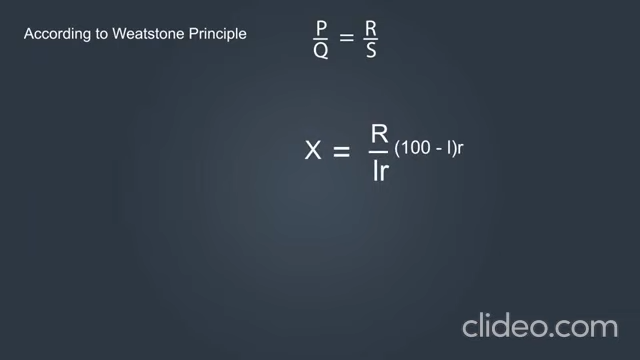 According to Weatstone Principle
P/Q = R/S
X = R/lr (100 - l)r
clideo.com